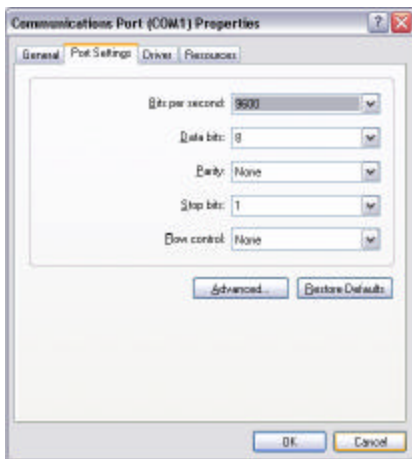 Communications Port (COM1) Properties
General Port Settings Driver Resources
Bits per second: 9600
Data bits: 8
Parity: None
Stop bits: 1
Flow control: None
Advanced... Restore Defaults
OK Cancel